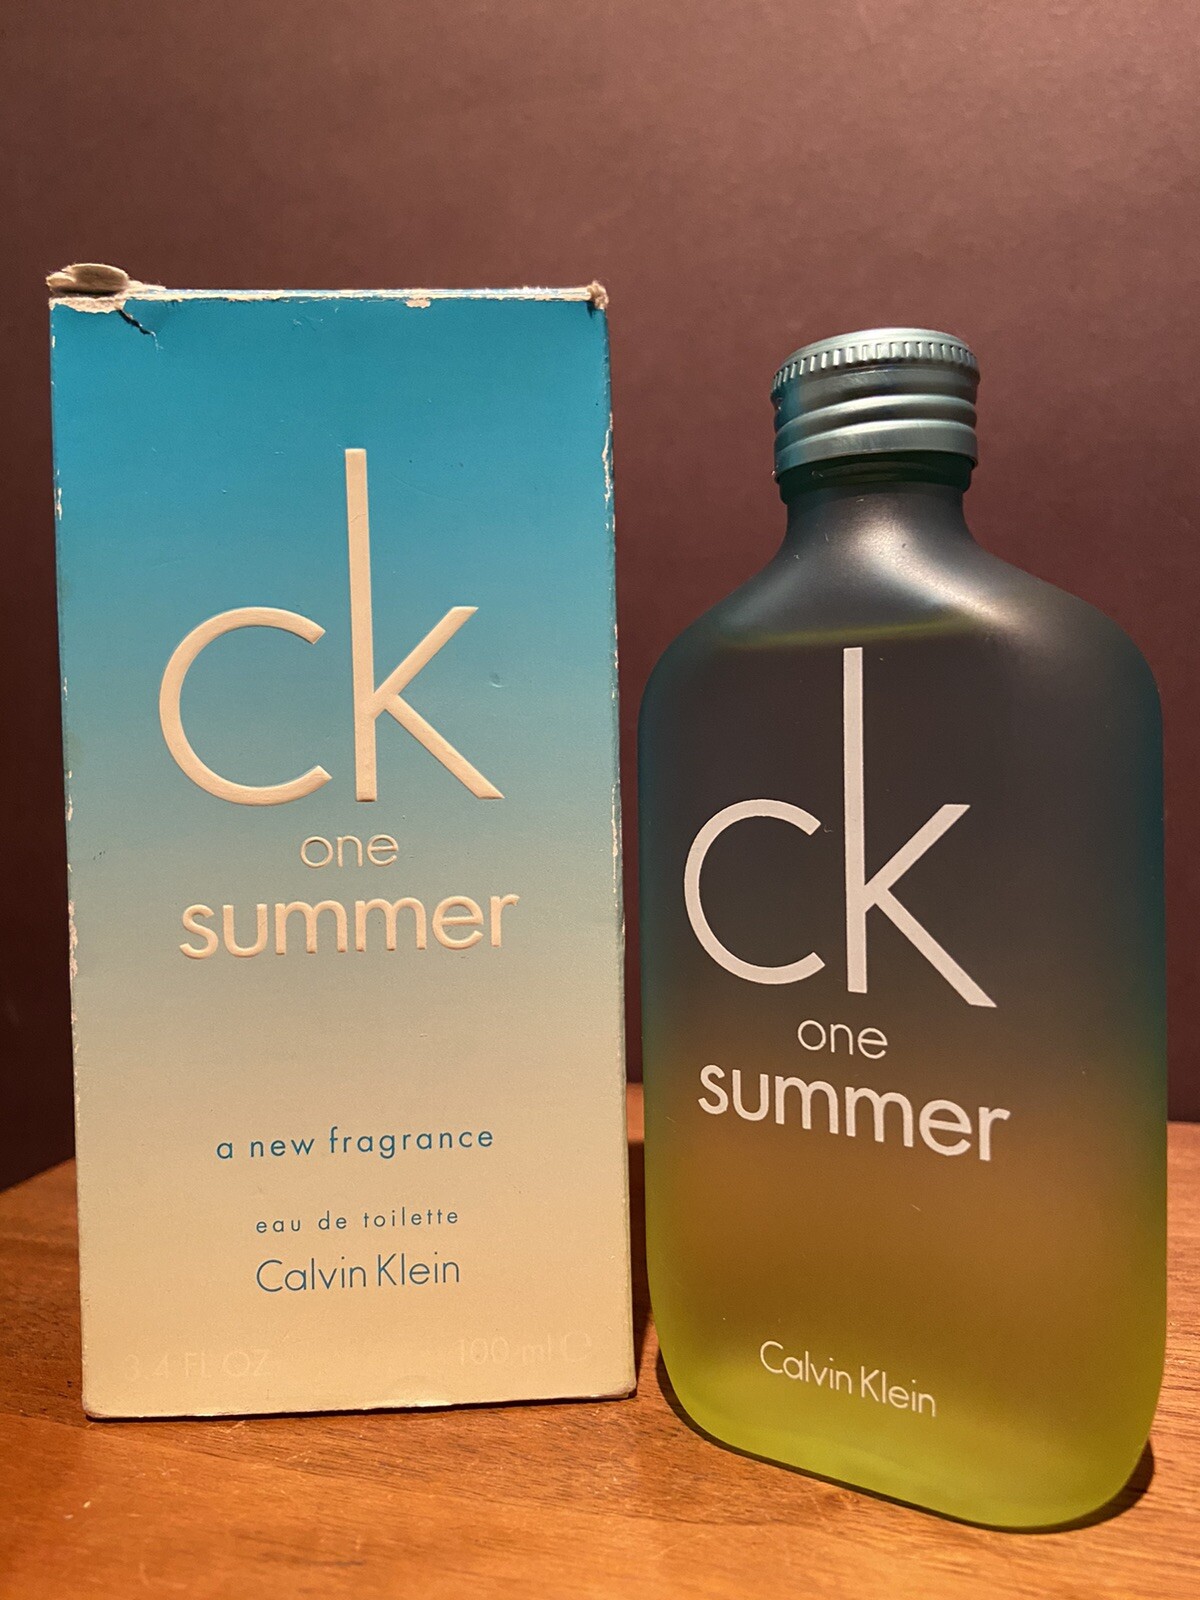 ck
one
summer
a new fragrance
eau de toilette
Calvin Klein
3.4 FL OZ 100 ml ℮
ck
one
summer
Calvin Klein